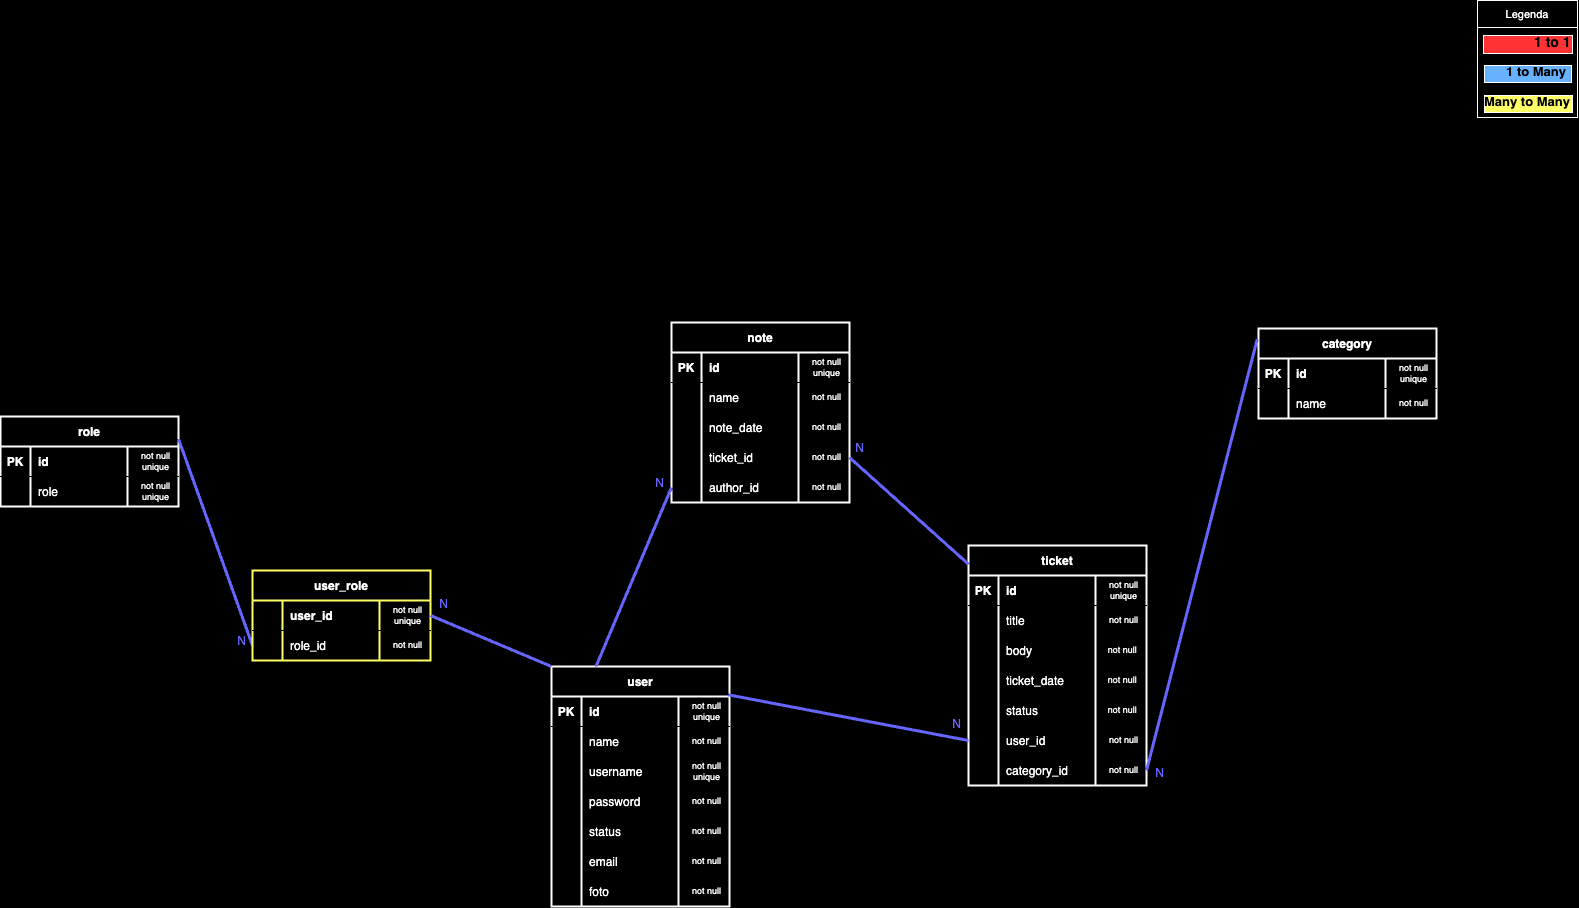 Legenda
1 to 1
1 to Many
Many to Many
note
PK id not null unique
name not null
note_date not null
ticket_id not null
author_id not null
N
N
category
PK id not null unique
name not null
role
PK id not null unique
role not null unique
user_role
user_id not null unique
role_id not null
N
N
ticket
PK id not null unique
title not null
body not null
ticket_date not null
status not null
user_id not null
category_id not null
N
N
user
PK id not null unique
name not null
username not null unique
password not null
status not null
email not null
foto not null